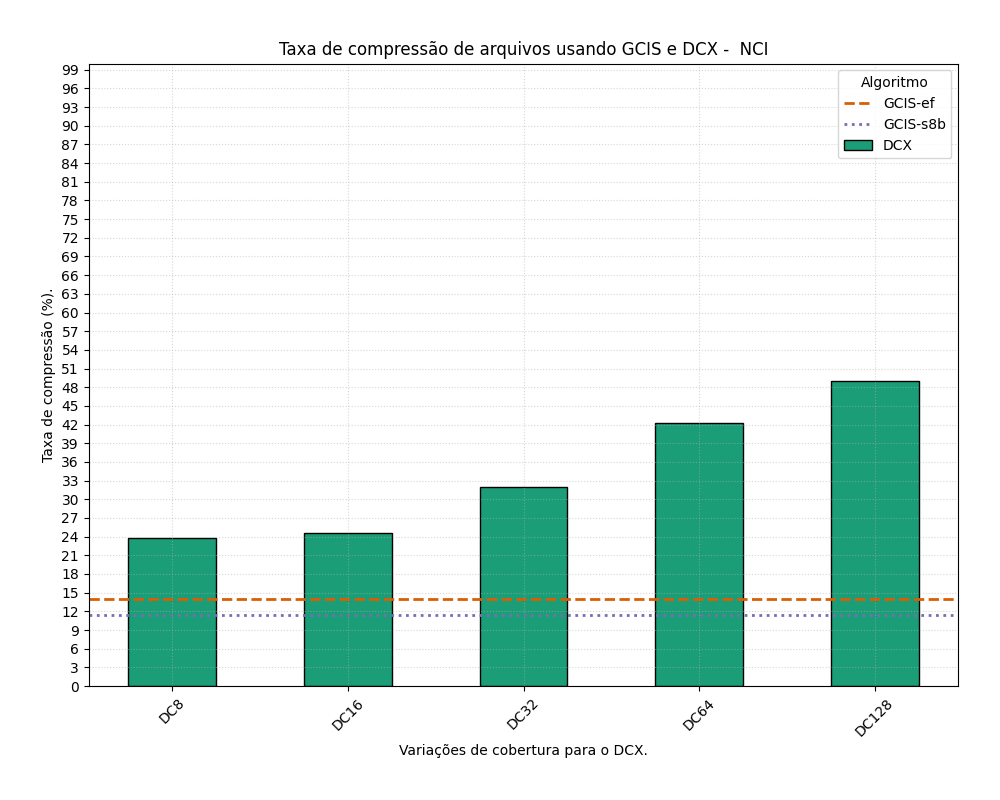 Taxa de compressão de arquivos usando GCIS e DCX -  NCI
99
96
93
90
87
84
81
78
75
72
69
66
63
60
57
54
51
48
45
42
39
36
33
30
27
24
21
18
15
12
9
6
3
0
Taxa de compressão (%).
Algoritmo
GCIS-ef
GCIS-s8b
DCX
DC8
DC16
DC32
DC64
DC128
Variações de cobertura para o DCX.